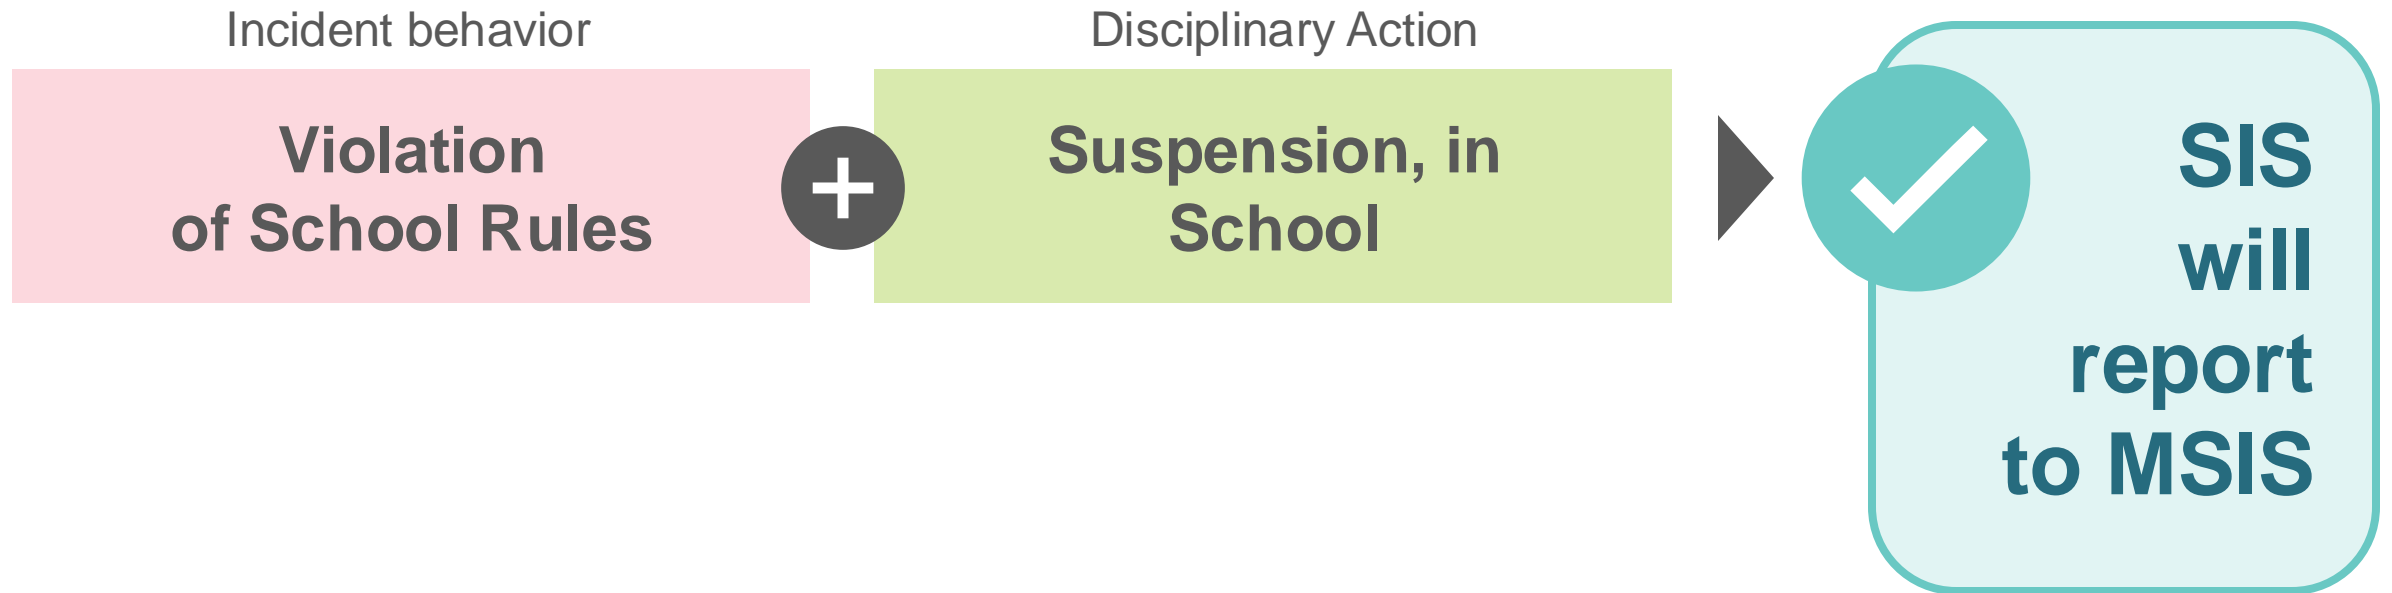 Incident behavior
Violation
of School Rules
Disciplinary Action
Suspension, in
School
SIS
will
report
to MSIS